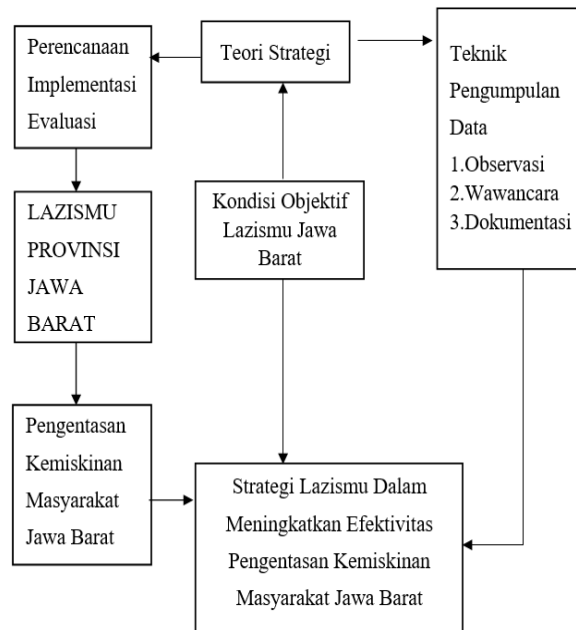 Perencanaan
Implementasi
Evaluasi
Teori Strategi
Teknik
Pengumpulan
Data
1.Observasi
2.Wawancara
3.Dokumentasi
LAZISMU
PROVINSI
JAWA
BARAT
Kondisi Objektif
Lazismu Jawa
Barat
Pengentasan
Kemiskinan
Masyarakat
Jawa Barat
Strategi Lazismu Dalam
Meningkatkan Efektivitas
Pengentasan Kemiskinan
Masyarakat Jawa Barat